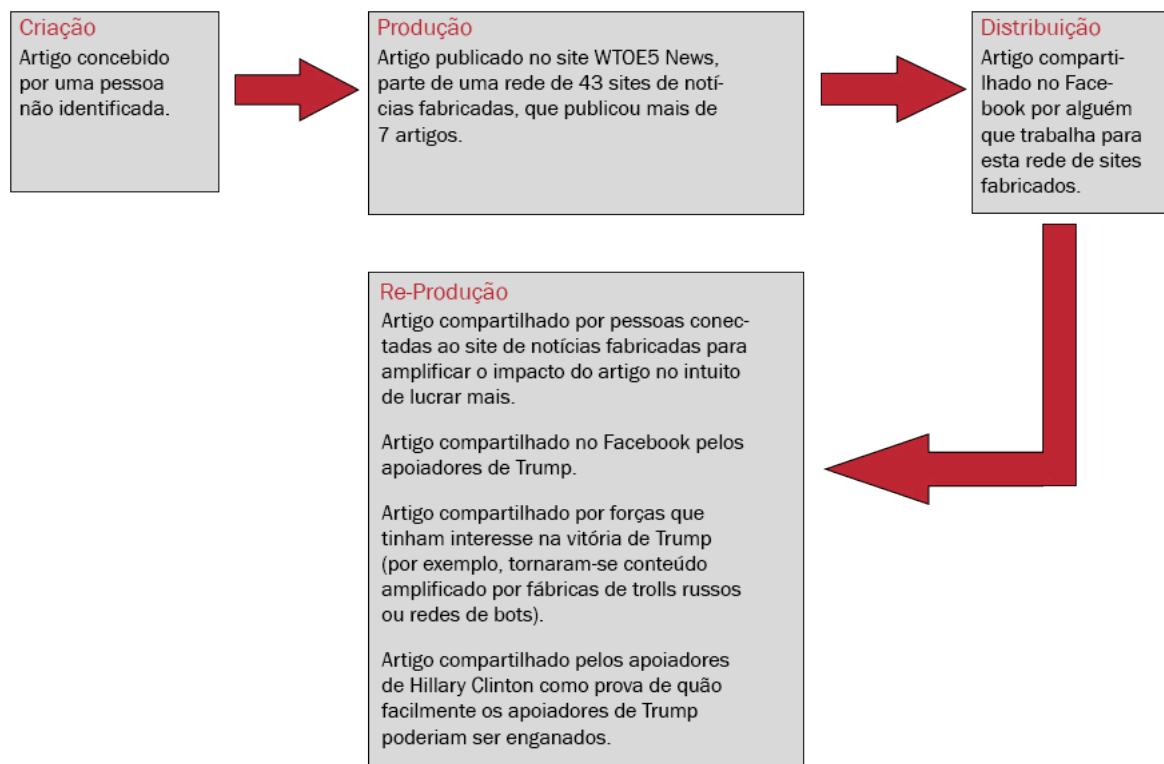 Criação
Artigo concebido
por uma pessoa
não identificada.
Produção
Artigo publicado no site WTOE5 News,
parte de uma rede de 43 sites de notí-
cias fabricadas, que publicou mais de
7 artigos.
Distribuição
Artigo comparti-
lhado no Face-
book por alguém
que trabalha para
esta rede de sites
fabricados.
Re-Produção
Artigo compartilhado por pessoas conec-
tadas ao site de notícias fabricadas para
amplificar o impacto do artigo no intuito
de lucrar mais.
Artigo compartilhado no Facebook pelos
apoiadores de Trump.
Artigo compartilhado por forças que
tinham interesse na vitória de Trump
(por exemplo, tornaram-se conteúdo
amplificado por fábricas de trolls russos
ou redes de bots).
Artigo compartilhado pelos apoiadores
de Hillary Clinton como prova de quão
facilmente os apoiadores de Trump
poderiam ser enganados.